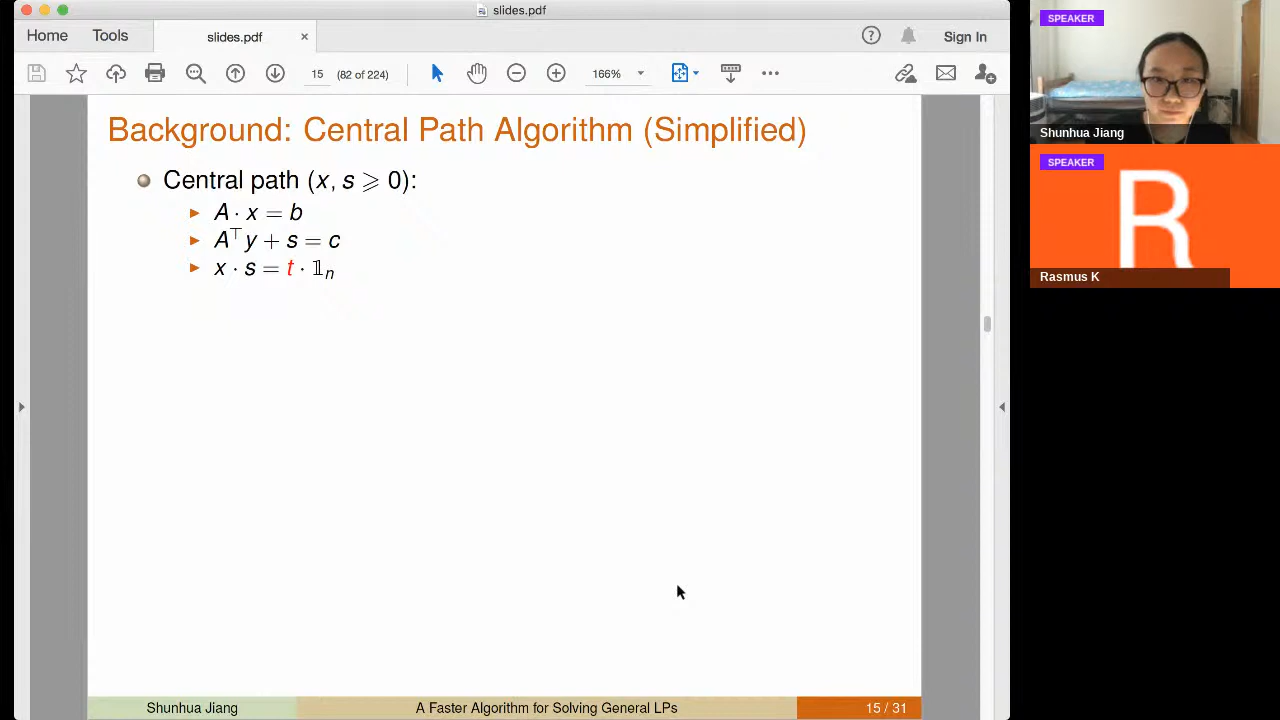 slides.pdf
Home Tools slides.pdf × Sign In
15 (82 of 224) 166%
Background: Central Path Algorithm (Simplified)
Central path (x, s ⩾ 0):
A · x = b
A⊤y + s = c
x · s = t · 𝟙n
Shunhua Jiang A Faster Algorithm for Solving General LPs 15 / 31
SPEAKER
Shunhua Jiang
SPEAKER
R
Rasmus K